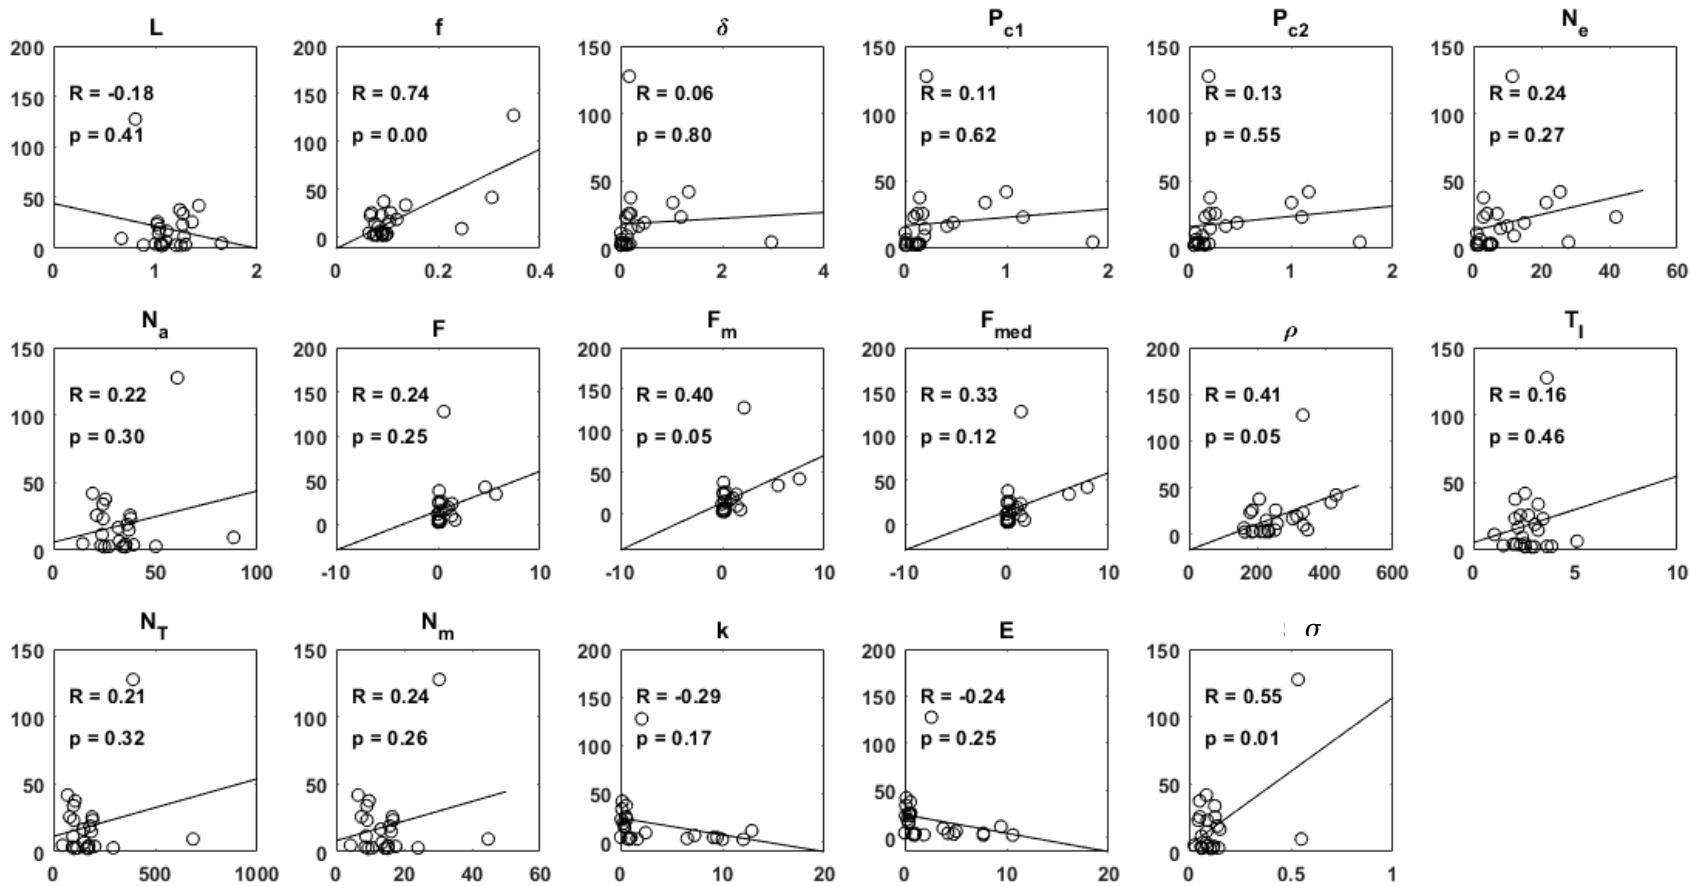 L f δ P_c1 P_c2 N_e
200 200 150 150 150 150
R = -0.18 R = 0.74 R = 0.06 R = 0.11 R = 0.13 R = 0.24
150 150 100 100 100 100
p = 0.41 p = 0.00 p = 0.80 p = 0.62 p = 0.55 p = 0.27
100 100
50 50 50 50 50 50
0 0 0 0 0 0
0 1 2 0 0.2 0.4 0 2 4 0 1 2 0 1 2 0 20 40 60
N_a F F_m F_med ρ T_I
150 200 200 200 200 150
R = 0.22 R = 0.24 R = 0.40 R = 0.33 R = 0.41 R = 0.16
100 150 150 150 150 100
p = 0.30 p = 0.25 p = 0.05 p = 0.12 p = 0.05 p = 0.46
100 100 100 100
50 50 50 50 50 50
0 0 0 0 0 0
0 50 100 -10 0 10 -10 0 10 -10 0 10 0 200 400 600 0 5 10
N_T N_m k E σ
150 150 200 200 150
R = 0.21 R = 0.24 R = -0.29 R = -0.24 R = 0.55
100 100 150 150 100
p = 0.32 p = 0.26 p = 0.17 p = 0.25 p = 0.01
100 100
50 50 50 50 50
0 0 0 0 0
0 500 1000 0 20 40 60 0 10 20 0 10 20 0 0.5 1